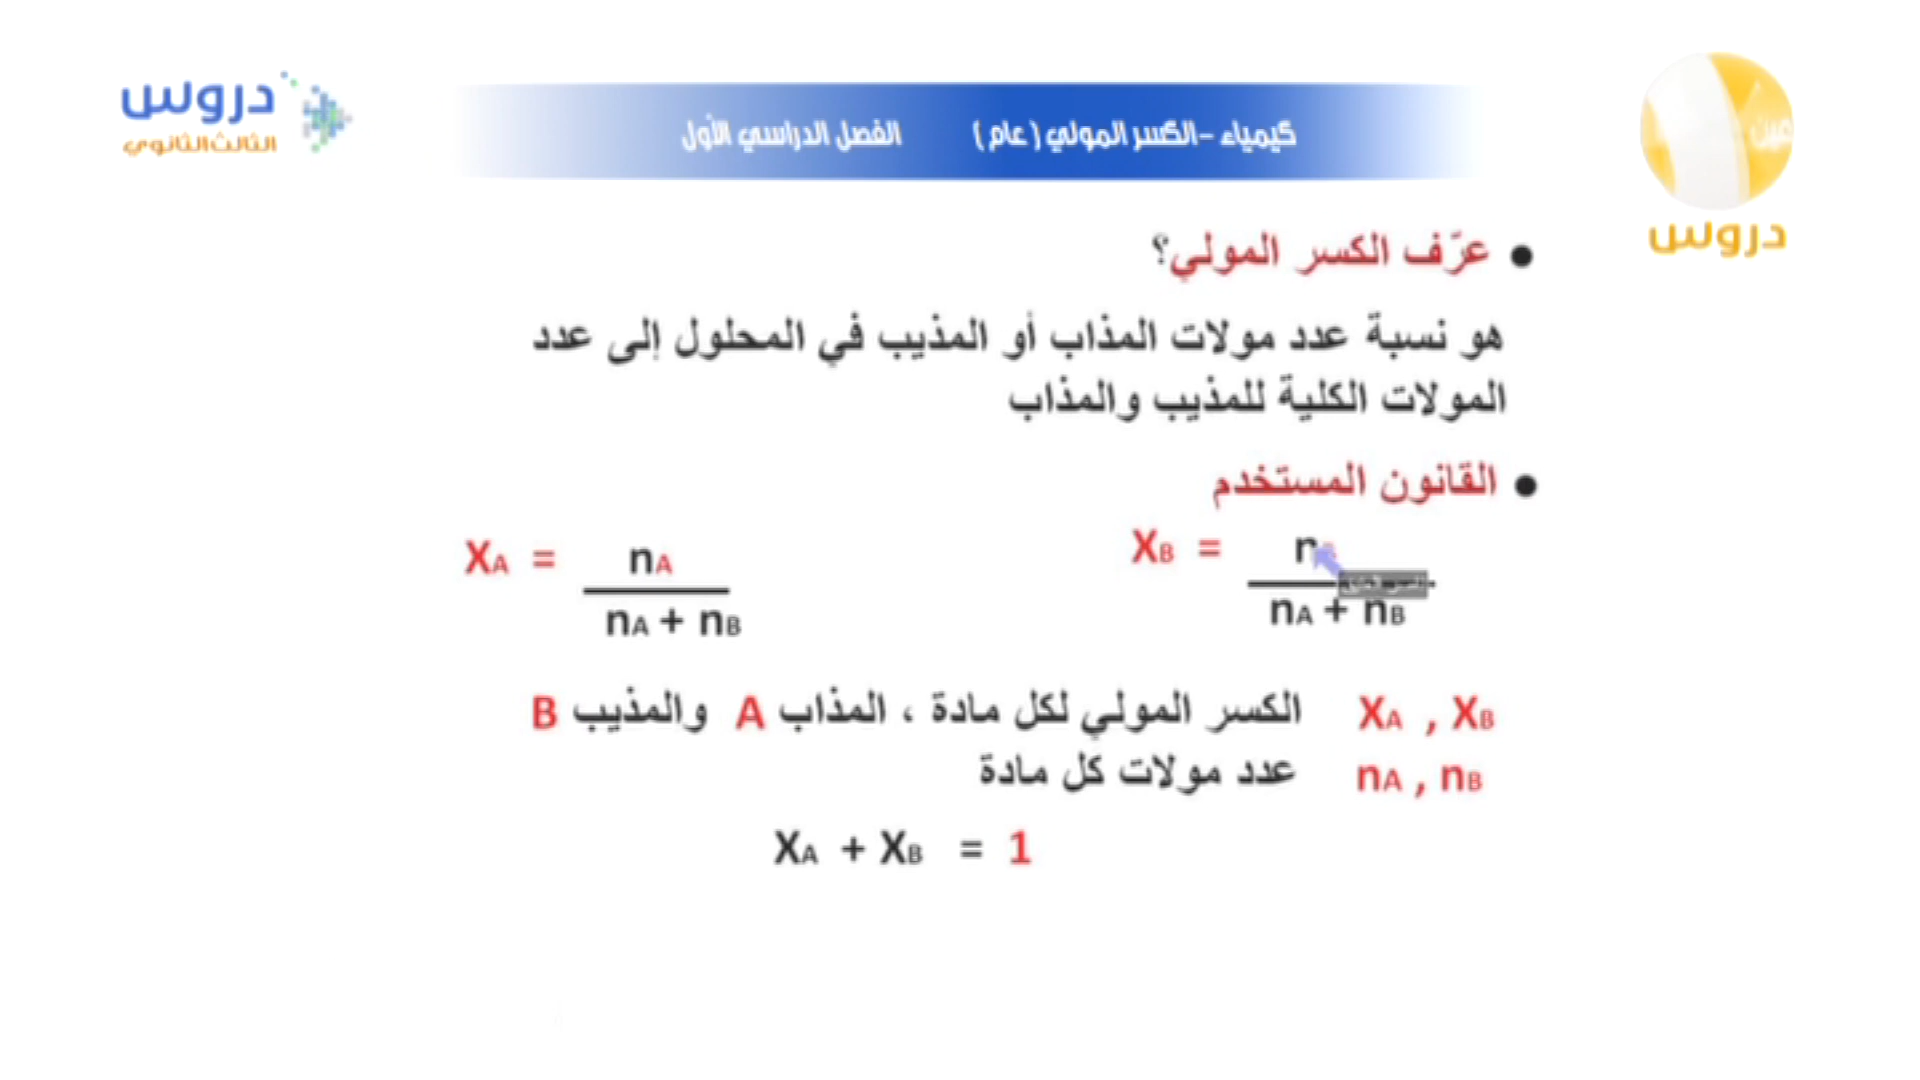 دروس
الثالث الثانوي
كيمياء - الكسر المولي ( عام ) الفصل الدراسي الأول
دروس
عرّف الكسر المولي؟
هو نسبة عدد مولات المذاب أو المذيب في المحلول إلى عدد
المولات الكلية للمذيب والمذاب
القانون المستخدم
XA = nA / nA + nB
XB = n / nA + nB
XA , XB الكسر المولي لكل مادة ، المذاب A والمذيب B
nA , nB عدد مولات كل مادة
XA + XB = 1